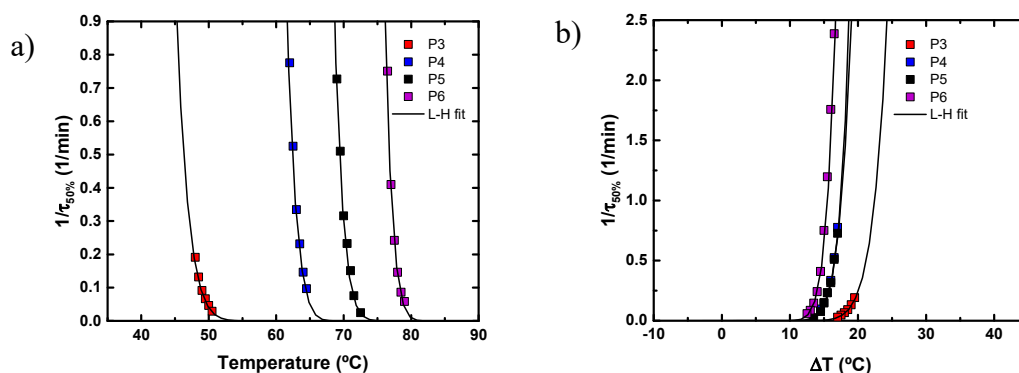 a)
0.9
0.8
0.7
0.6
0.5
0.4
0.3
0.2
0.1
0.0
1/τ50% (1/min)
P3
P4
P5
P6
L-H fit
40 50 60 70 80 90
Temperature (ºC)
b)
2.5
2.0
1.5
1.0
0.5
0.0
1/τ50% (1/min)
P3
P4
P5
P6
L-H fit
-10 0 10 20 30 40
ΔT (ºC)